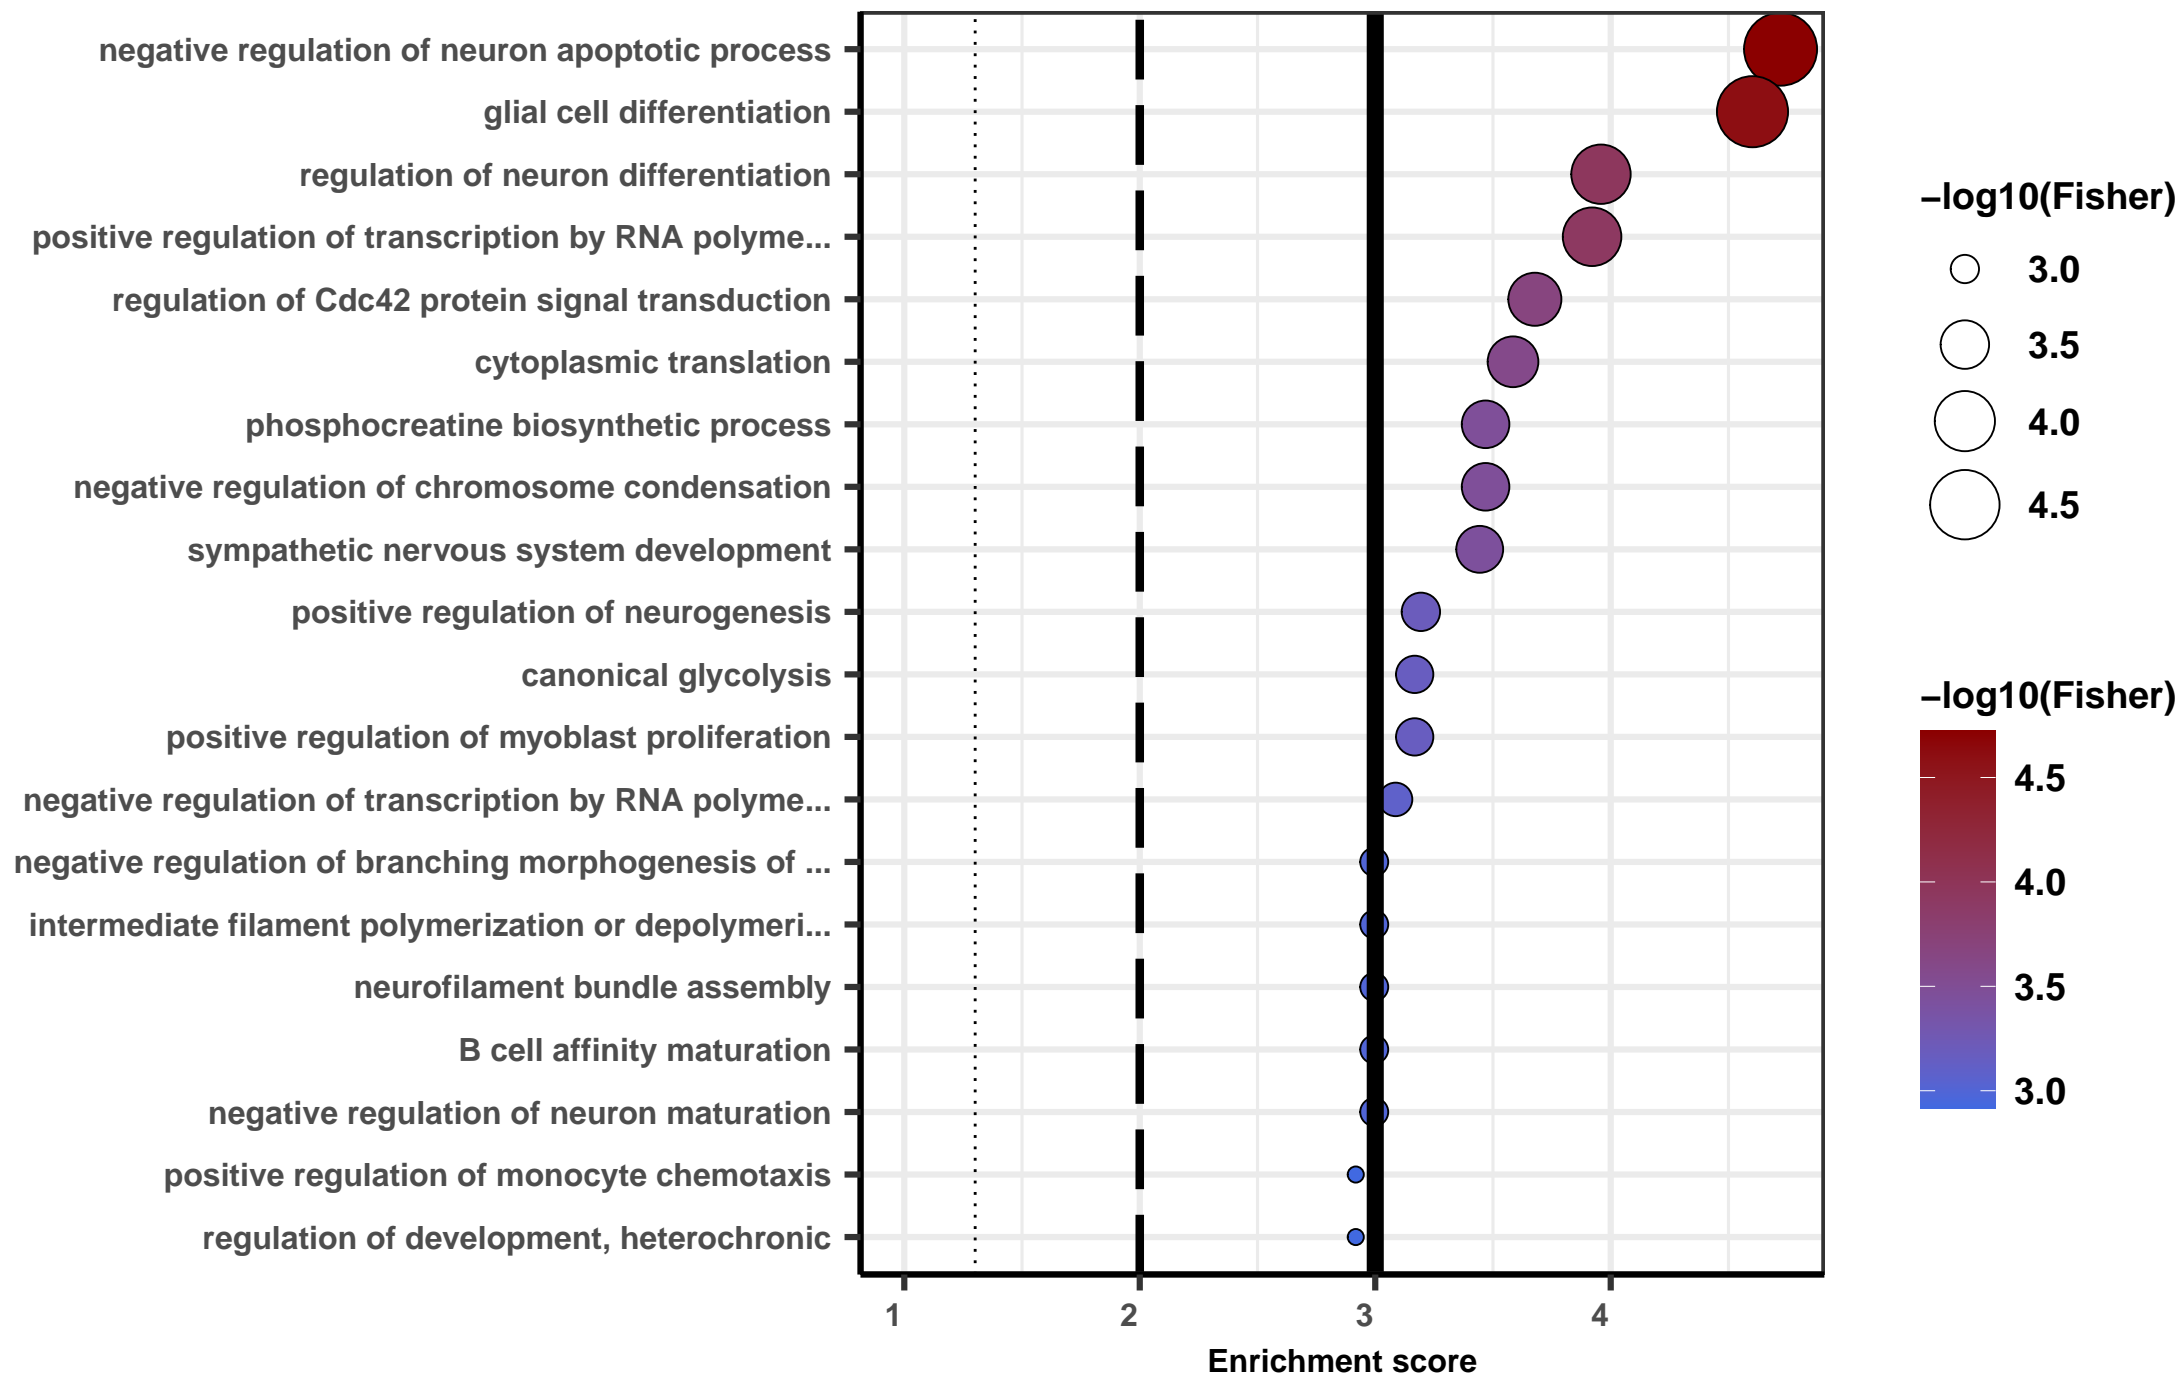 negative regulation of neuron apoptotic process
glial cell differentiation
regulation of neuron differentiation
positive regulation of transcription by RNA polyme...
regulation of Cdc42 protein signal transduction
cytoplasmic translation
phosphocreatine biosynthetic process
negative regulation of chromosome condensation
sympathetic nervous system development
positive regulation of neurogenesis
canonical glycolysis
positive regulation of myoblast proliferation
negative regulation of transcription by RNA polyme...
negative regulation of branching morphogenesis of ...
intermediate filament polymerization or depolymeri...
neurofilament bundle assembly
B cell affinity maturation
negative regulation of neuron maturation
positive regulation of monocyte chemotaxis
regulation of development, heterochronic
1 2 3 4
Enrichment score
−log10(Fisher)
3.0
3.5
4.0
4.5
−log10(Fisher)
4.5
4.0
3.5
3.0